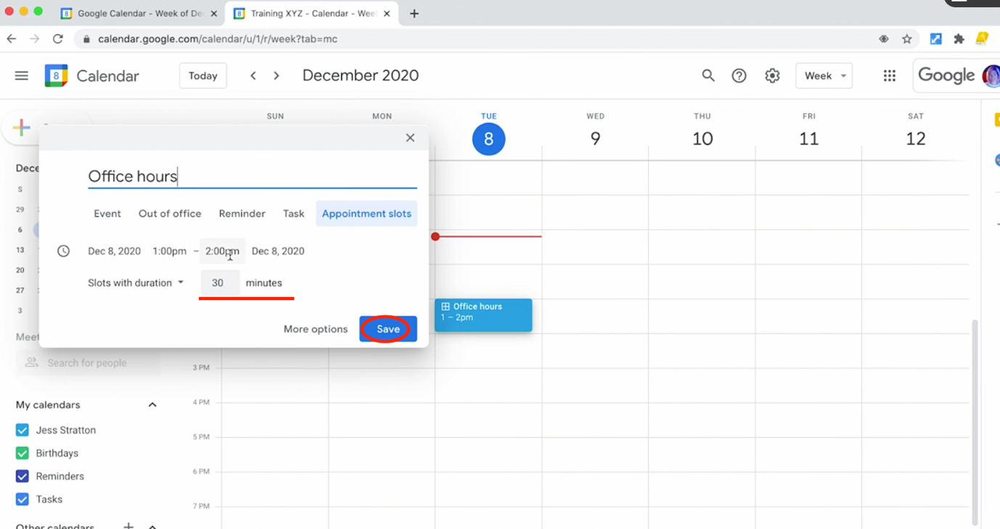 Google Calendar - Week of De
Training XYZ - Calendar - Wee
calendar.google.com/calendar/u/1/r/week?tab=mc
8 Calendar
Today
December 2020
Week
Google
SUN
MON
TUE
WED
THU
FRI
SAT
8
9
10
11
12
Office hours
Event
Out of office
Reminder
Task
Appointment slots
Dec 8, 2020 1:00pm – 2:00pm Dec 8, 2020
Slots with duration 30 minutes
More options
Save
Office hours
1 – 2pm
Dece
S
29
6
13
20
27
3
Meet
Search for people
3 PM
4 PM
5 PM
6 PM
7 PM
My calendars
Jess Stratton
Birthdays
Reminders
Tasks
Other calendars